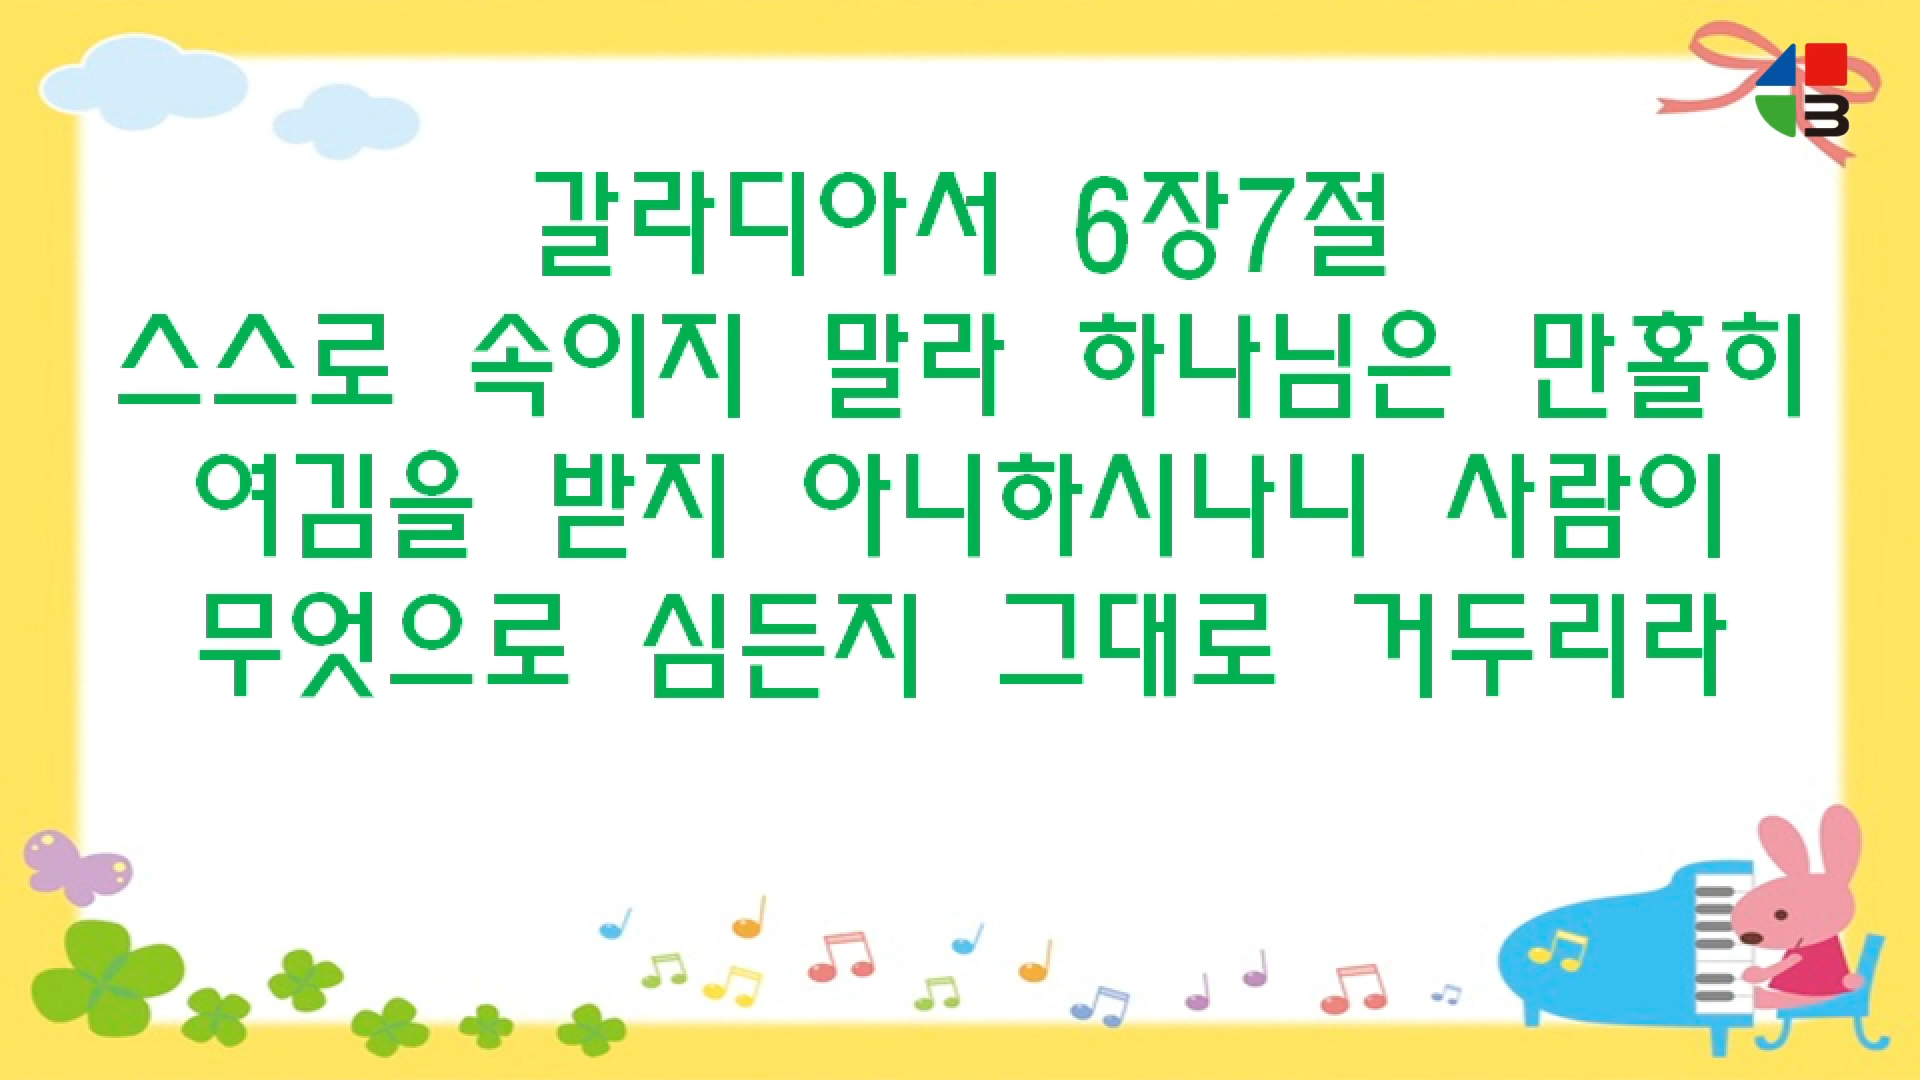 갈라디아서 6장7절
스스로 속이지 말라 하나님은 만홀히
여김을 받지 아니하시나니 사람이
무엇으로 심든지 그대로 거두리라